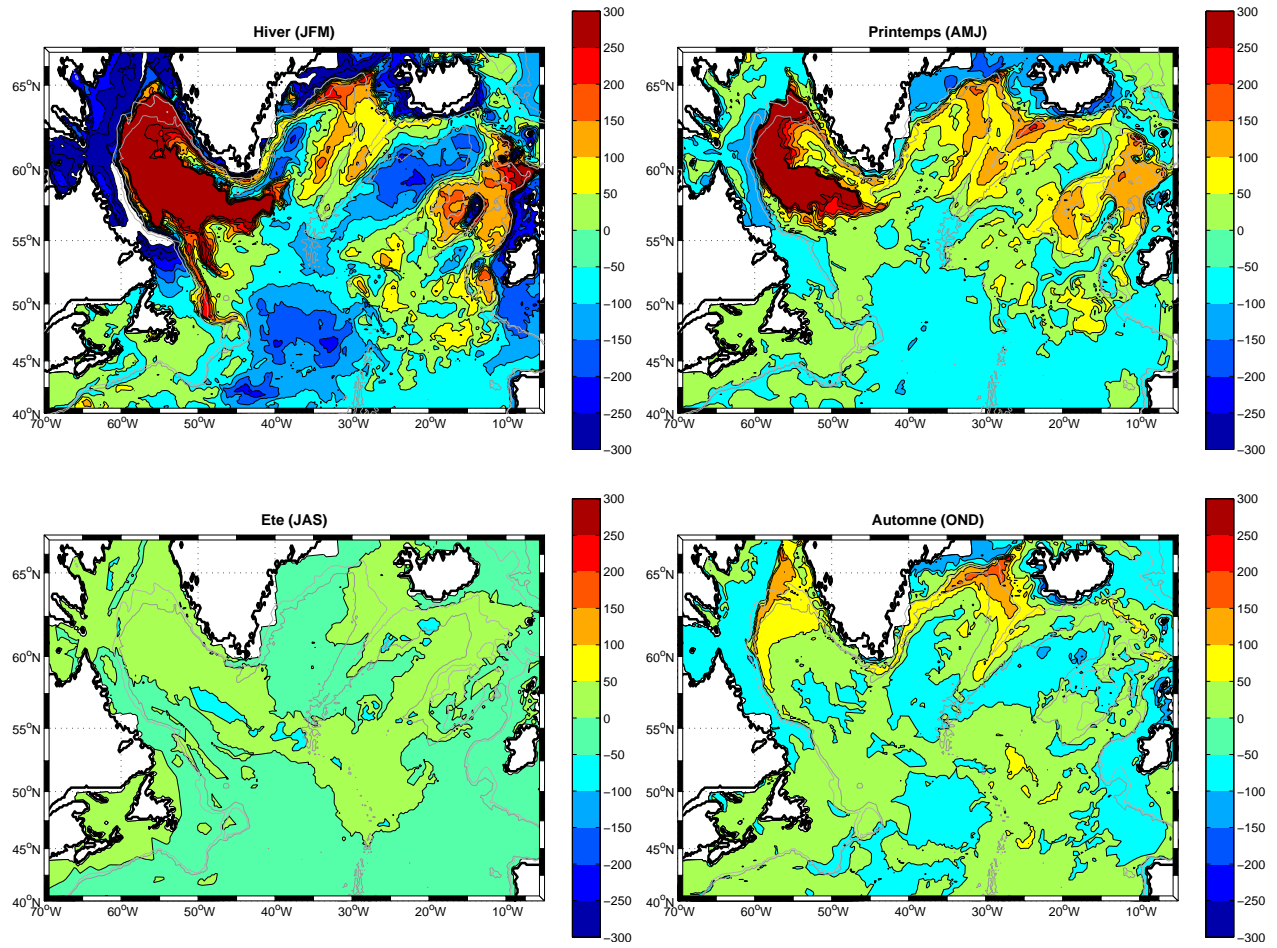 Hiver (JFM)
65°N
60°N
55°N
50°N
45°N
40°N
70°W 60°W 50°W 40°W 30°W 20°W 10°W
300
250
200
150
100
50
0
−50
−100
−150
−200
−250
−300
Printemps (AMJ)
65°N
60°N
55°N
50°N
45°N
40°N
70°W 60°W 50°W 40°W 30°W 20°W 10°W
300
250
200
150
100
50
0
−50
−100
−150
−200
−250
−300
Ete (JAS)
65°N
60°N
55°N
50°N
45°N
40°N
70°W 60°W 50°W 40°W 30°W 20°W 10°W
300
250
200
150
100
50
0
−50
−100
−150
−200
−250
−300
Automne (OND)
65°N
60°N
55°N
50°N
45°N
40°N
70°W 60°W 50°W 40°W 30°W 20°W 10°W
300
250
200
150
100
50
0
−50
−100
−150
−200
−250
−300